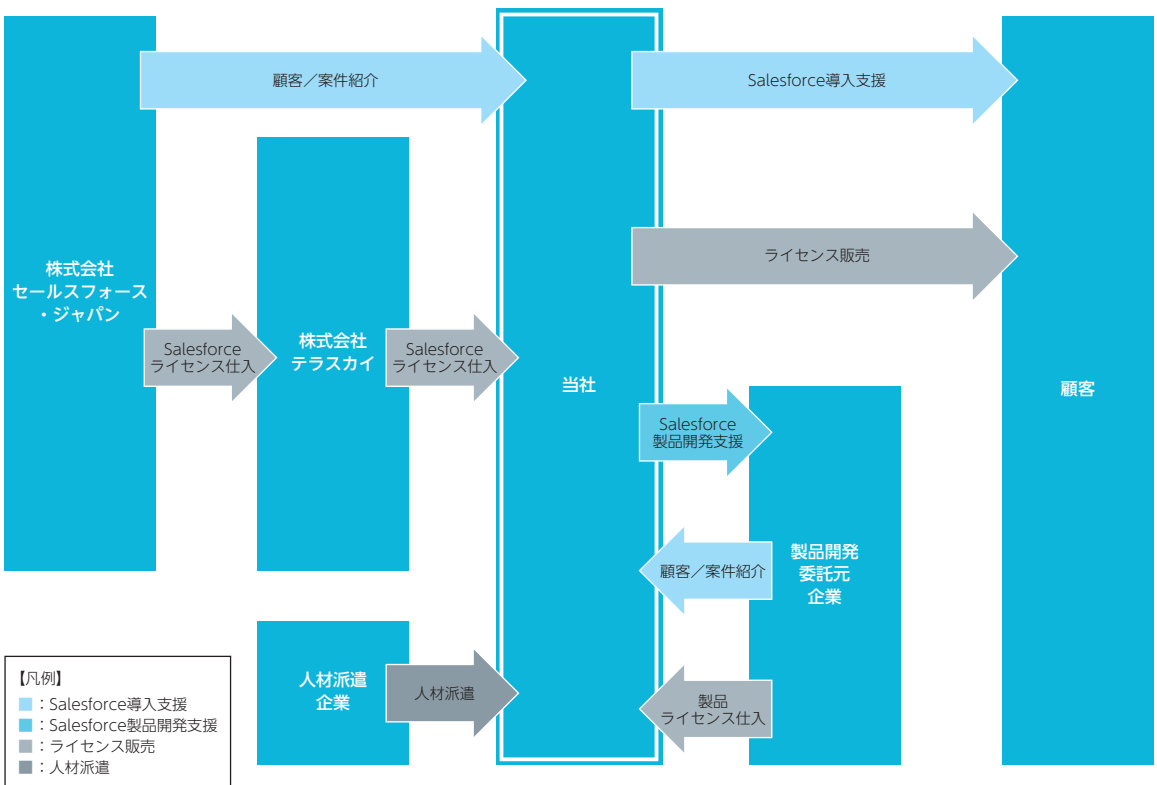 顧客／案件紹介
Salesforce導入支援
ライセンス販売
株式会社
セールスフォース
・ジャパン
Salesforce
ライセンス仕入
株式会社
テラスカイ
Salesforce
ライセンス仕入
当社
顧客
Salesforce
製品開発支援
製品開発
委託元
企業
顧客／案件紹介
人材派遣
企業
人材派遣
製品
ライセンス仕入
【凡例】
■：Salesforce導入支援
■：Salesforce製品開発支援
■：ライセンス販売
■：人材派遣